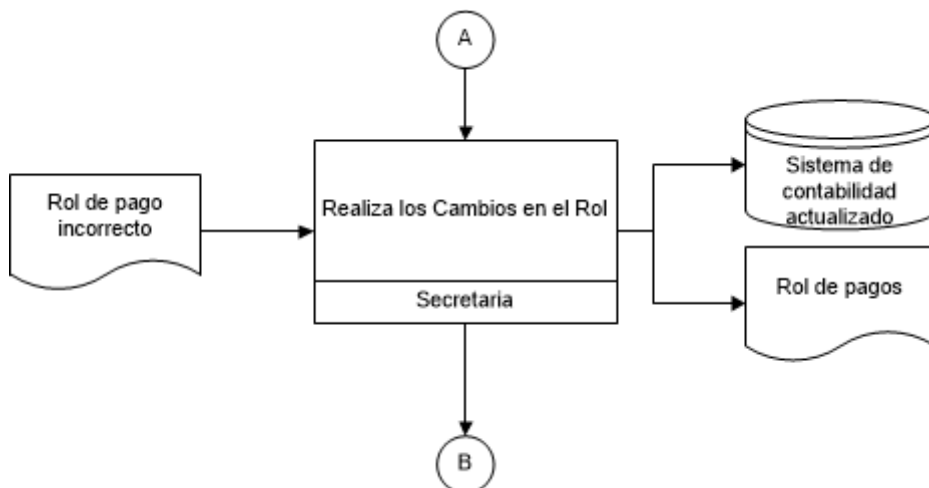 A
Rol de pago
incorrecto
Realiza los Cambios en el Rol
Secretaria
Sistema de
contabilidad
actualizado
Rol de pagos
B